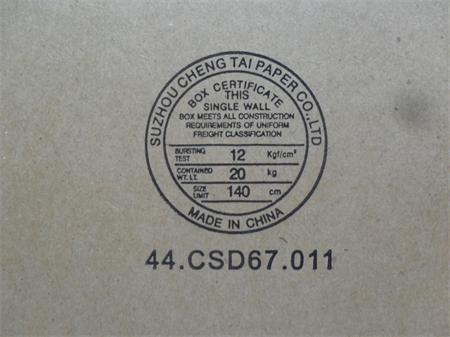 SUZHOU CHENG TAI PAPER CO.,LTD
BOX CERTIFICATE
THIS
SINGLE WALL
BOX MEETS ALL CONSTRUCTION
REQUIREMENTS OF UNIFORM
FREIGHT CLASSIFICATION
BURSTING TEST 12 Kgf/cm²
CONTAINED WT. LT. 20 kg
SIZE LIMIT 140 cm
MADE IN CHINA
44.CSD67.011